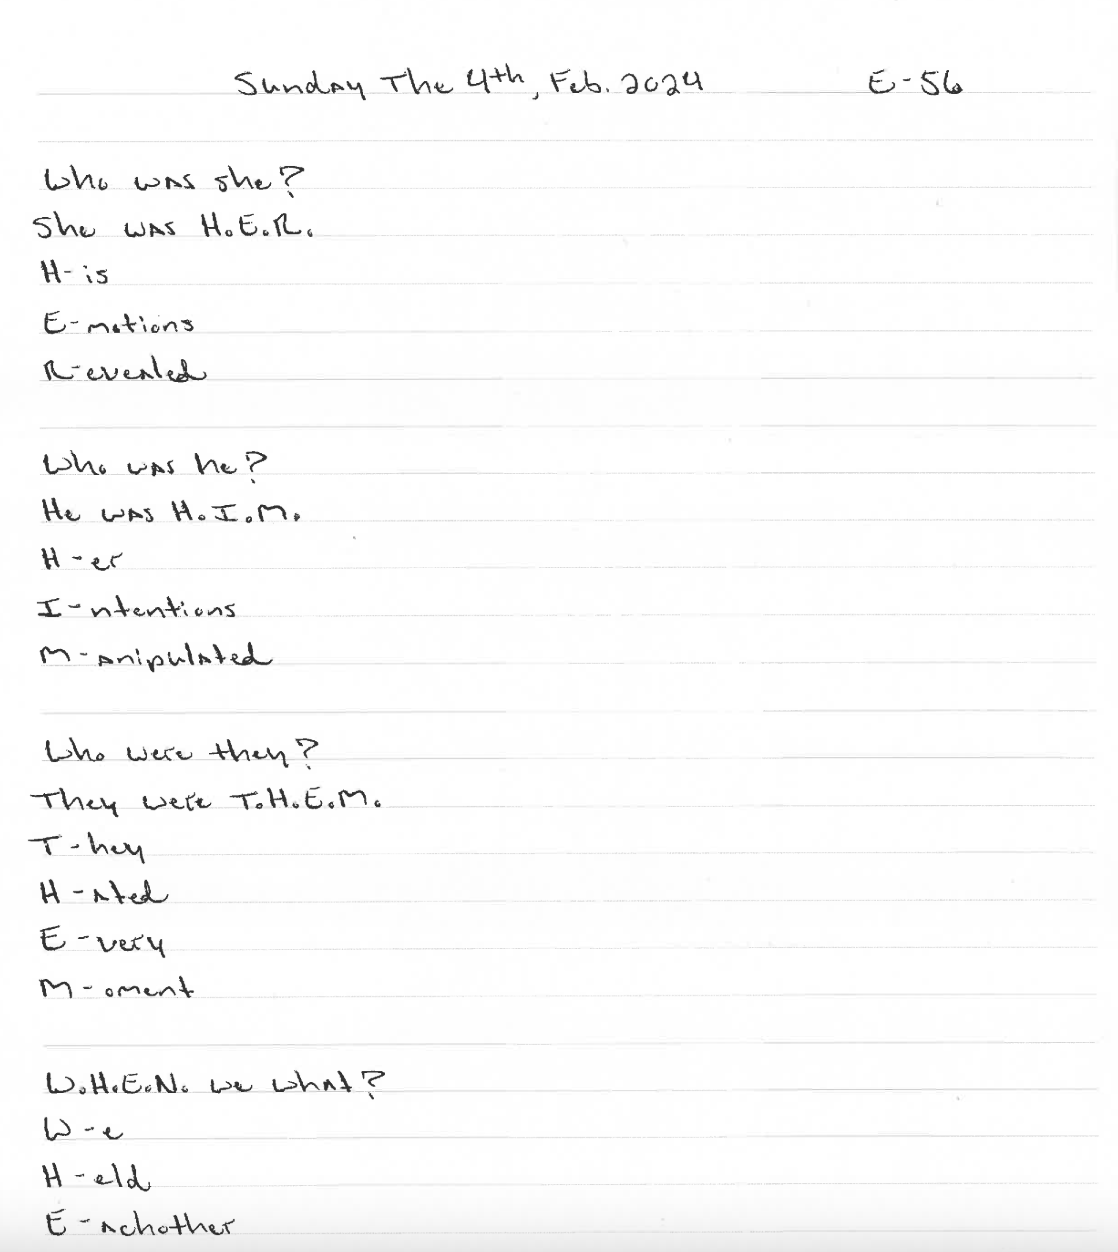 Sunday The 4th, Feb. 2024 E-56
Who was she?
She was H.E.R.
H-is
E-motions
R-evealed
Who was he?
He was H.I.M.
H-er
I-ntentions
M-anipulated
Who were they?
They were T.H.E.M.
T-hey
H-ated
E-very
M-oment
W.H.E.N. we what?
W-e
H-eld
E-achother